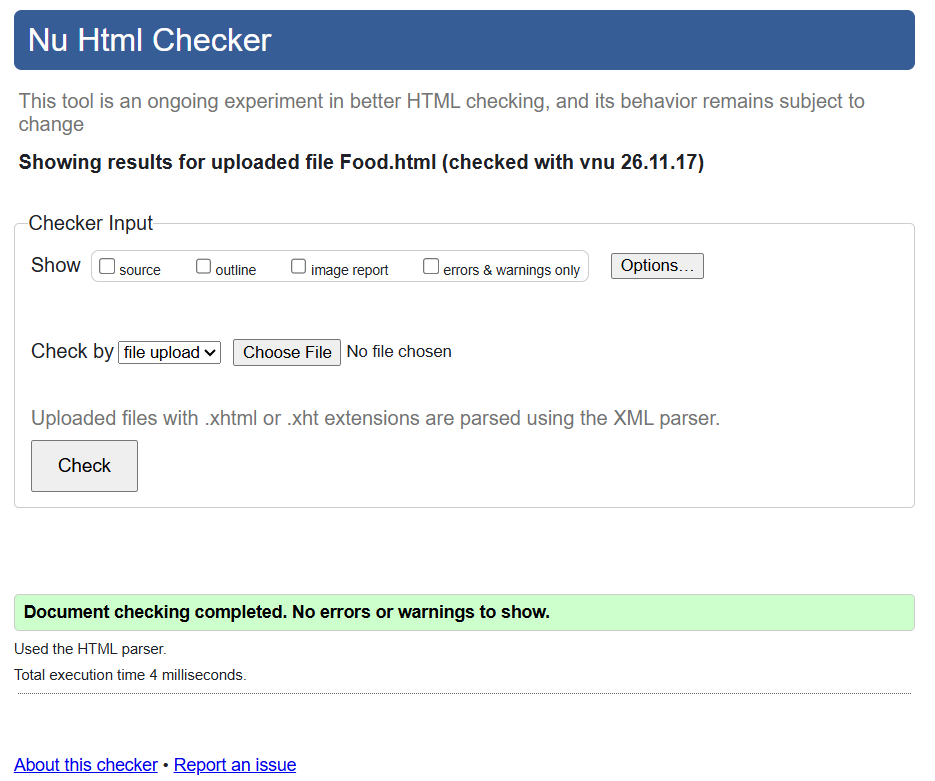 Nu Html Checker
This tool is an ongoing experiment in better HTML checking, and its behavior remains subject to
change
Showing results for uploaded file Food.html (checked with vnu 26.11.17)
Checker Input
Show source outline image report errors & warnings only Options…
Check by file upload Choose File No file chosen
Uploaded files with .xhtml or .xht extensions are parsed using the XML parser.
Check
Document checking completed. No errors or warnings to show.
Used the HTML parser.
Total execution time 4 milliseconds.
About this checker • Report an issue